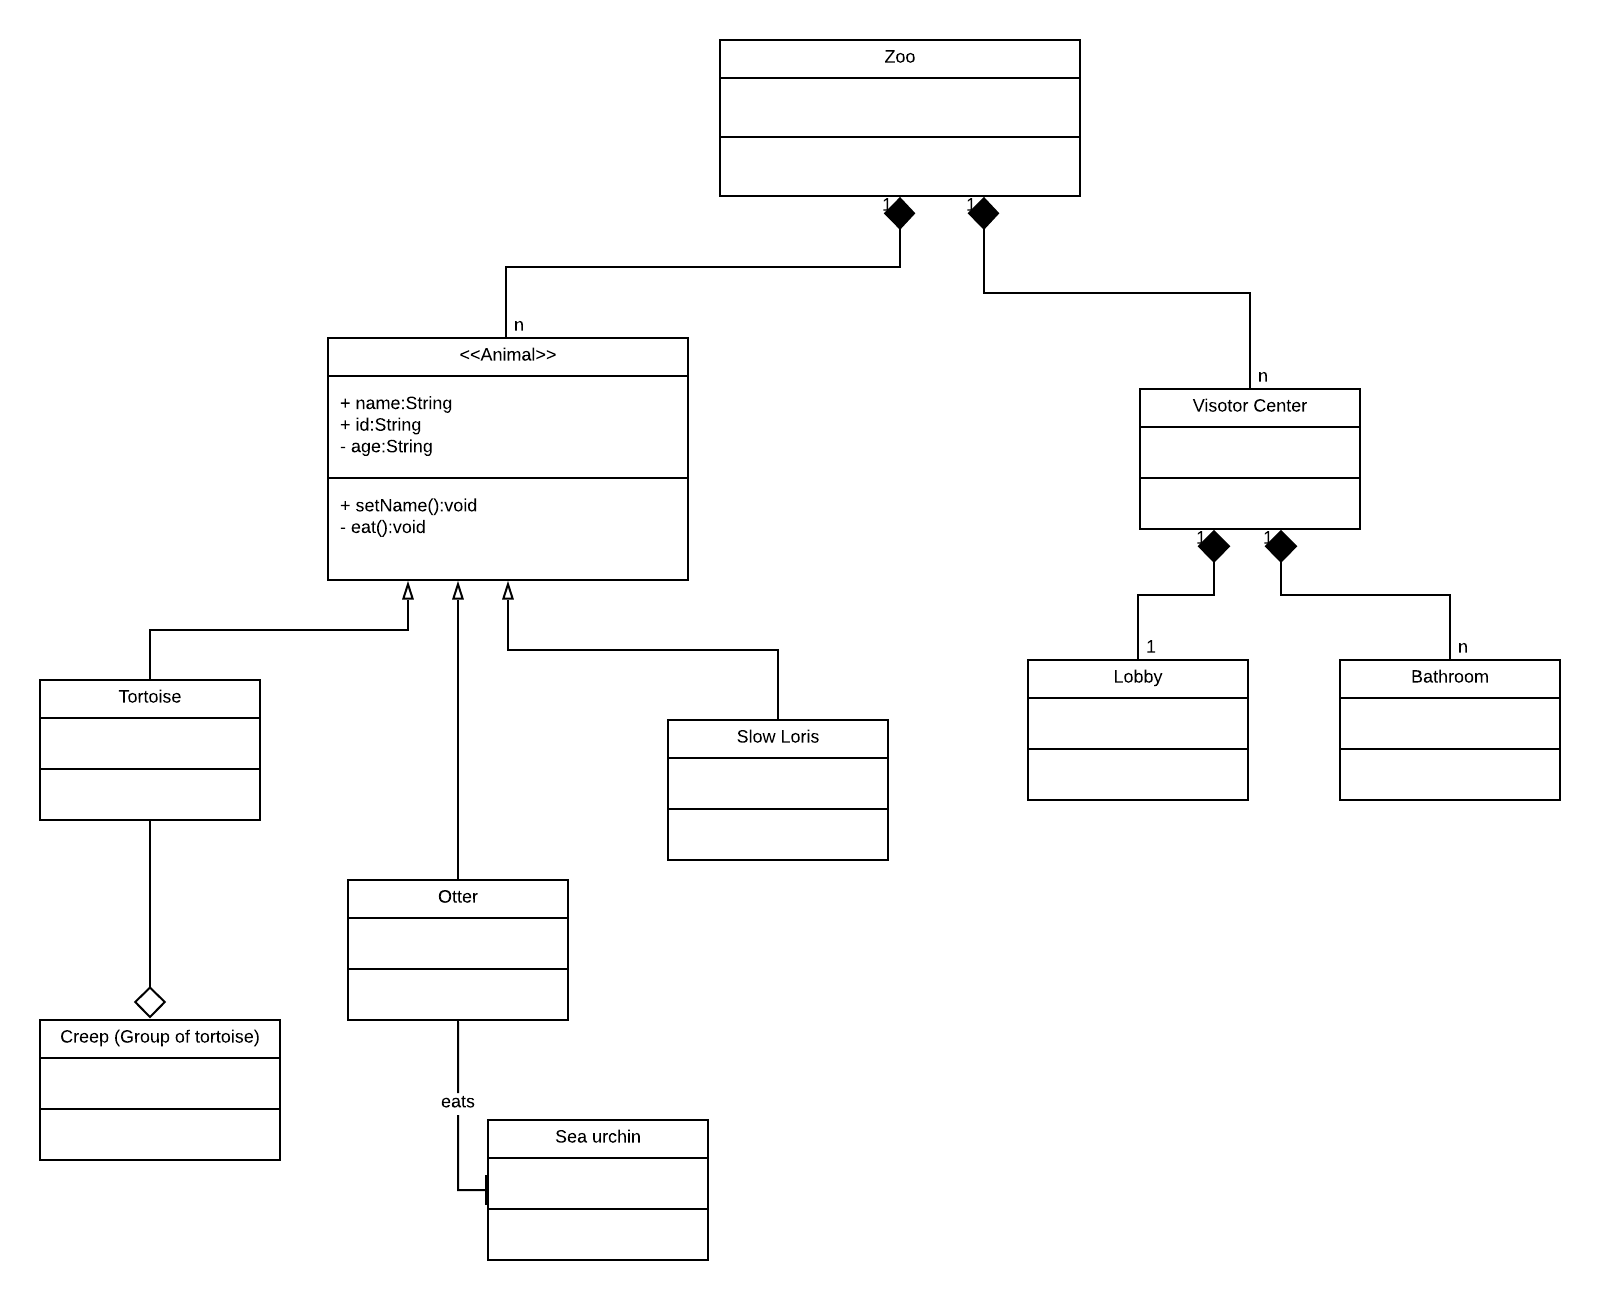 Zoo
1
1
n
<<Animal>>
+ name:String
+ id:String
- age:String
+ setName():void
- eat():void
n
Visotor Center
1
1
1
n
Lobby
Bathroom
Tortoise
Slow Loris
Otter
Creep (Group of tortoise)
eats
Sea urchin